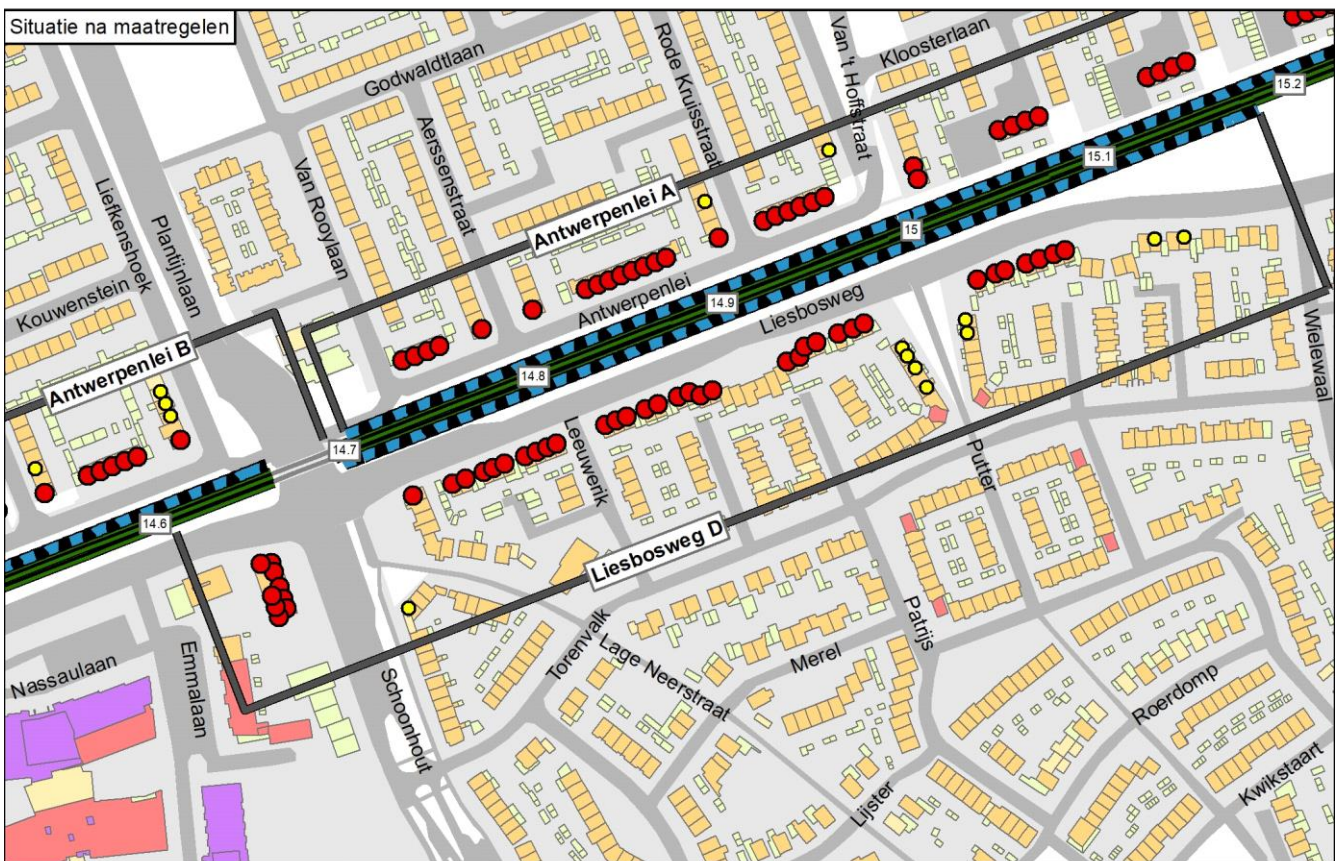 Situatie na maatregelen
Godwaldtlaan
Rode Kruisstraat
Van 't Hoffstraat
Kloosterlaan
15.2
Liefkenshoek
Plantijnlaan
Van Rooylaan
Aerssenstraat
15.1
Antwerpenlei A
Kouwenstein
Antwerpenlei
15
14.9
Liesbosweg
Wielewaal
Antwerpenlei B
14.8
14.7
Leeuwerik
Putter
14.6
Liesbosweg D
Nassaulaan
Emmalaan
Schoonhout
Torenvalk
Lage Neerstraat
Merel
Patrijs
Roerdomp
Lijster
Kwikstaart